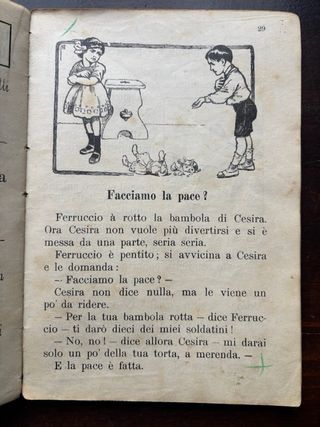 29
Facciamo la pace?
Ferruccio à rotto la bambola di Cesira.
Ora Cesira non vuole più divertirsi e si è
messa da una parte, seria seria.
Ferruccio è pentito; si avvicina a Cesira
e le domanda:
— Facciamo la pace? —
Cesira non dice nulla, ma le viene un
po' da ridere.
— Per la tua bambola rotta — dice Ferruc-
cio — ti darò dieci dei miei soldatini!
— No, no! — dice allora Cesira — mi darai
solo un po' della tua torta, a merenda. —
E la pace è fatta.